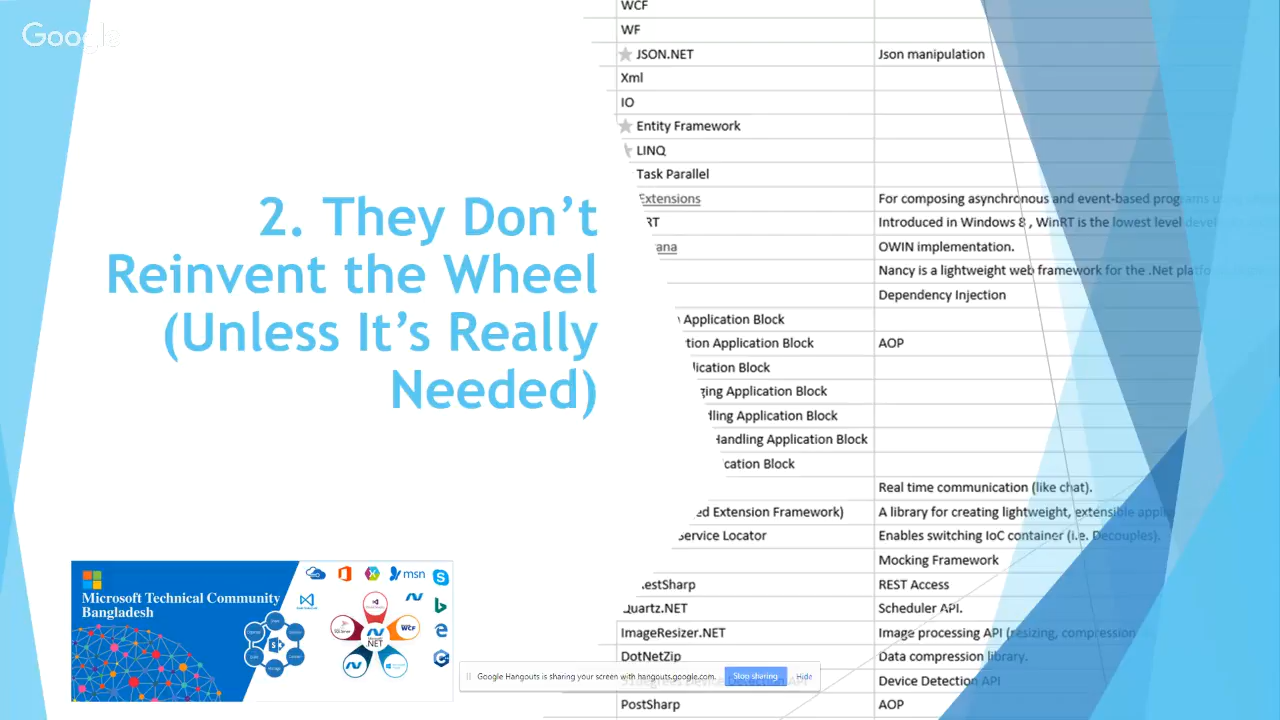 Google
WCF
WF
JSON.NET Json manipulation
Xml
IO
Entity Framework
LINQ
Task Parallel
Extensions For composing asynchronous and event-based programs
RT Introduced in Windows 8 , WinRT is the lowest level
ana OWIN implementation.
Nancy is a lightweight web framework for the .Net
Dependency Injection
Application Block
tion Application Block AOP
lication Block
ging Application Block
dling Application Block
Handling Application Block
cation Block
Real time communication (like chat).
ed Extension Framework) A library for creating lightweight, extensible
Service Locator Enables switching IoC container (i.e. Decouples).
Mocking Framework
RestSharp REST Access
Quartz.NET Scheduler API.
ImageResizer.NET Image processing API (resizing, compression
DotNetZip Data compression library.
Device Detection API
PostSharp AOP
2. They Don’t
Reinvent the Wheel
(Unless It’s Really
Needed)
Microsoft Technical Community
Bangladesh
msn
WCF
.NET
Google Hangouts is sharing your screen with hangouts.google.com. Stop sharing Hide